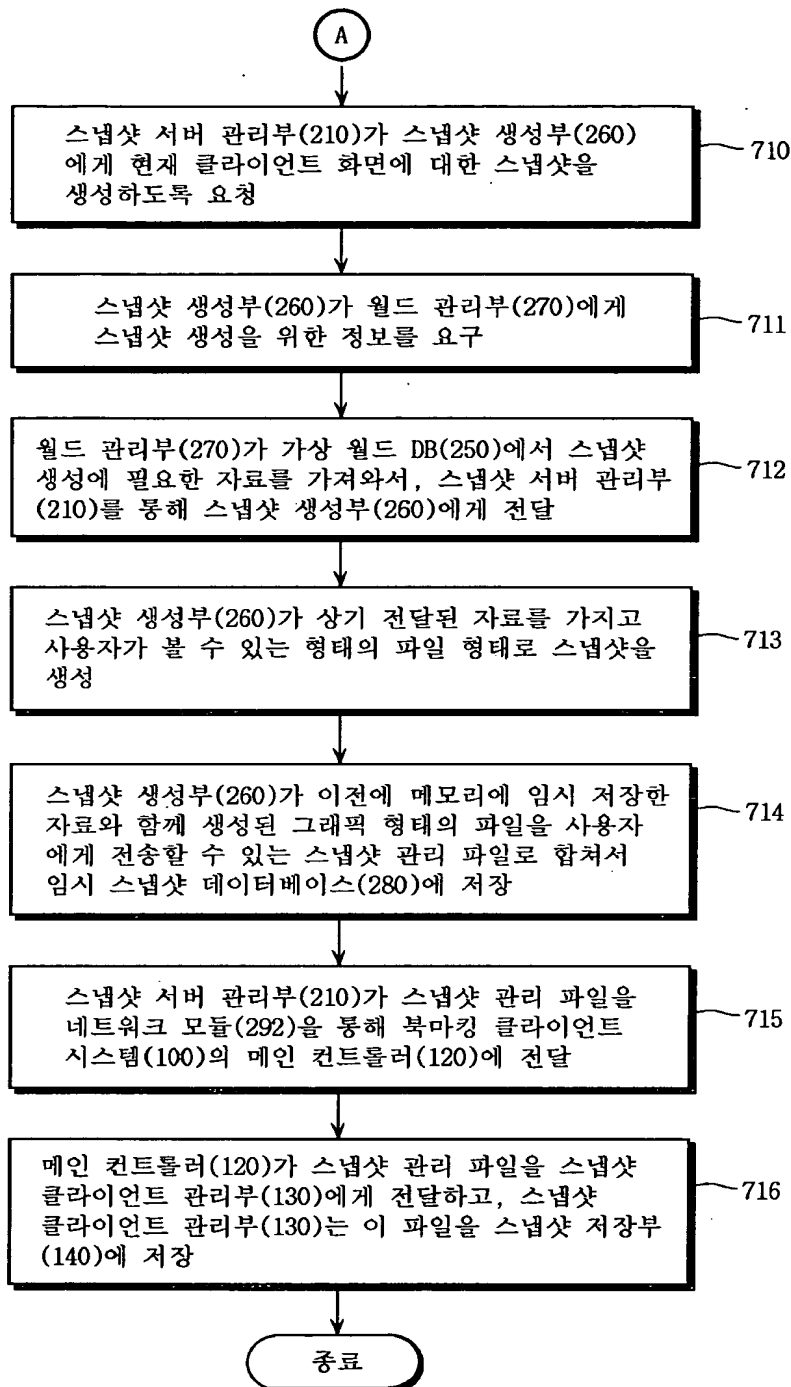 A
스냅샷 서버 관리부(210)가 스냅샷 생성부(260)
에게 현재 클라이언트 화면에 대한 스냅샷을
생성하도록 요청
710
스냅샷 생성부(260)가 월드 관리부(270)에게
스냅샷 생성을 위한 정보를 요구
711
월드 관리부(270)가 가상 월드 DB(250)에서 스냅샷
생성에 필요한 자료를 가져와서, 스냅샷 서버 관리부
(210)를 통해 스냅샷 생성부(260)에게 전달
712
스냅샷 생성부(260)가 상기 전달된 자료를 가지고
사용자가 볼 수 있는 형태의 파일 형태로 스냅샷을
생성
713
스냅샷 생성부(260)가 이전에 메모리에 임시 저장한
자료와 함께 생성된 그래픽 형태의 파일을 사용자
에게 전송할 수 있는 스냅샷 관리 파일로 합쳐서
임시 스냅샷 데이터베이스(280)에 저장
714
스냅샷 서버 관리부(210)가 스냅샷 관리 파일을
네트워크 모듈(292)을 통해 북마킹 클라이언트
시스템(100)의 메인 컨트롤러(120)에 전달
715
메인 컨트롤러(120)가 스냅샷 관리 파일을 스냅샷
클라이언트 관리부(130)에게 전달하고, 스냅샷
클라이언트 관리부(130)는 이 파일을 스냅샷 저장부
(140)에 저장
716
종료